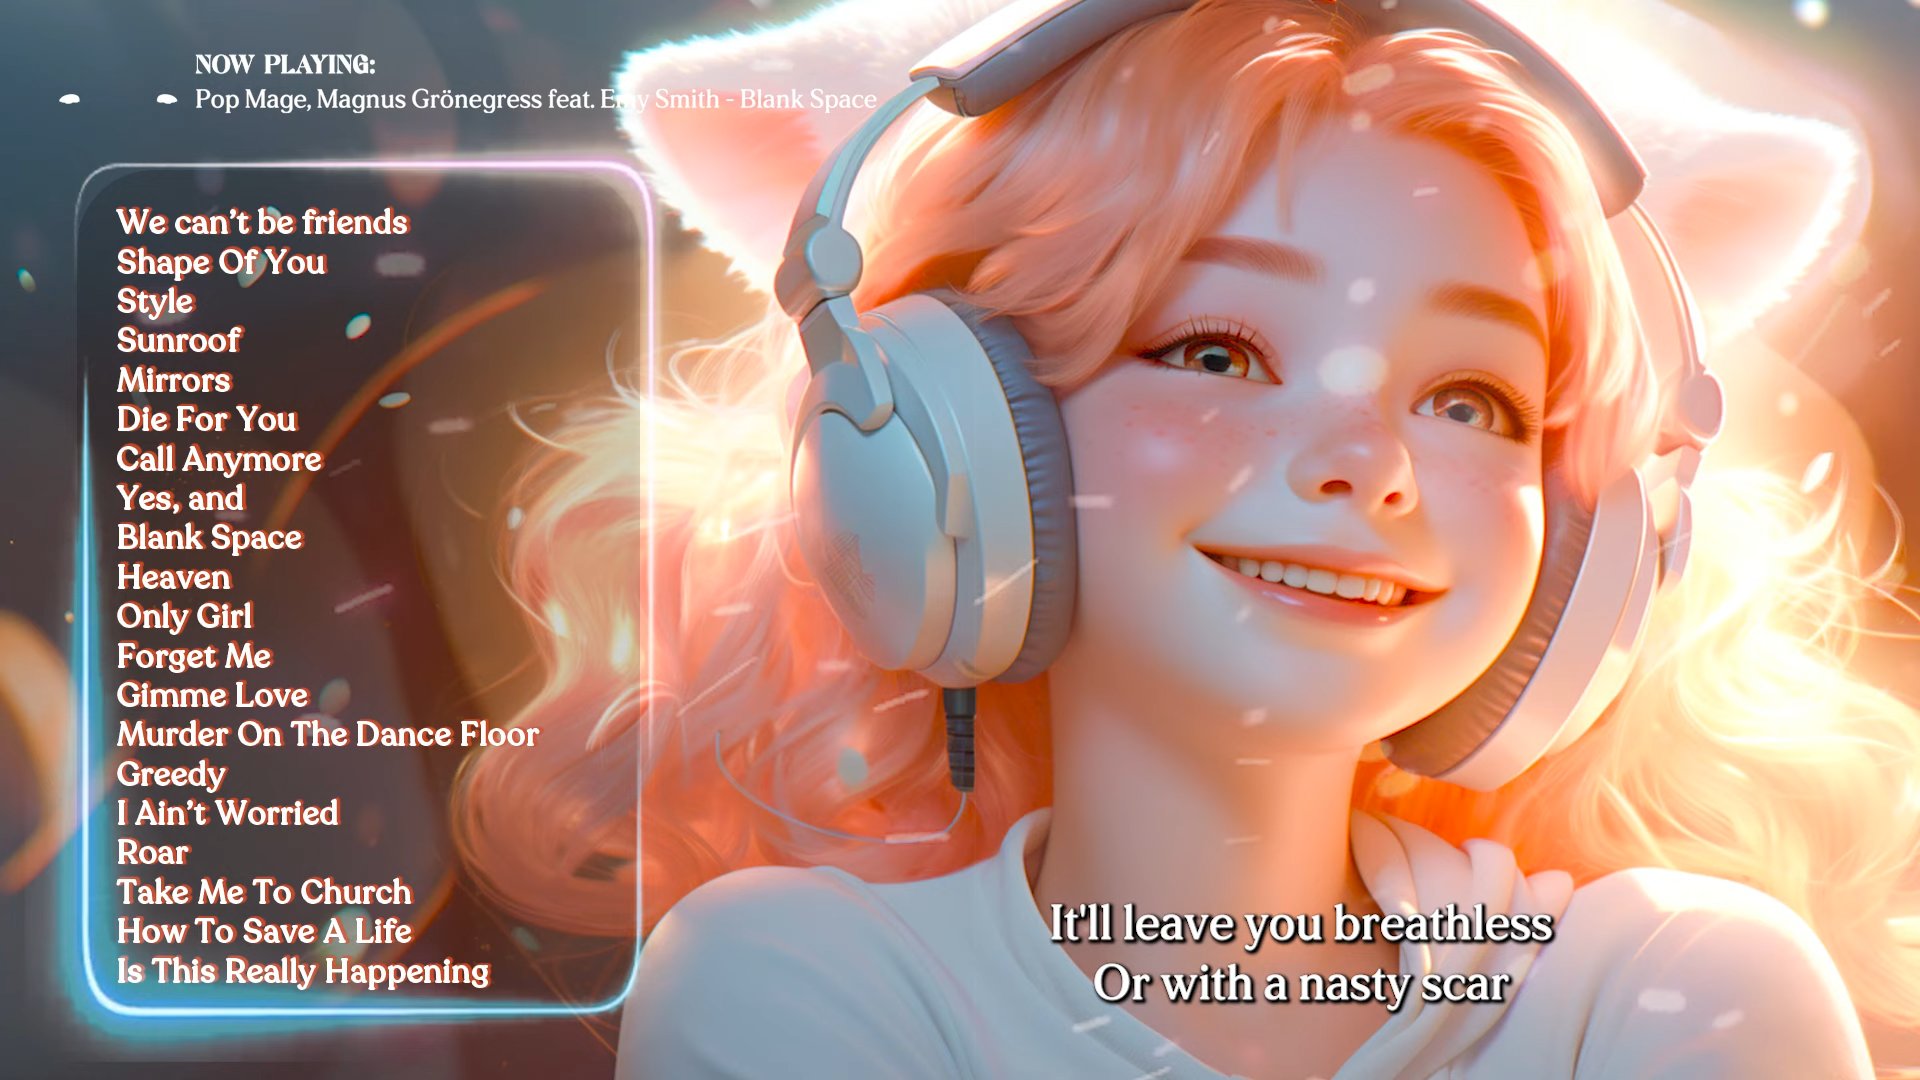 NOW PLAYING:
Pop Mage, Magnus Grönegress feat. Emy Smith - Blank Space
We can't be friends
Shape Of You
Style
Sunroof
Mirrors
Die For You
Call Anymore
Yes, and
Blank Space
Heaven
Only Girl
Forget Me
Gimme Love
Murder On The Dance Floor
Greedy
I Ain't Worried
Roar
Take Me To Church
How To Save A Life
Is This Really Happening
It'll leave you breathless
Or with a nasty scar